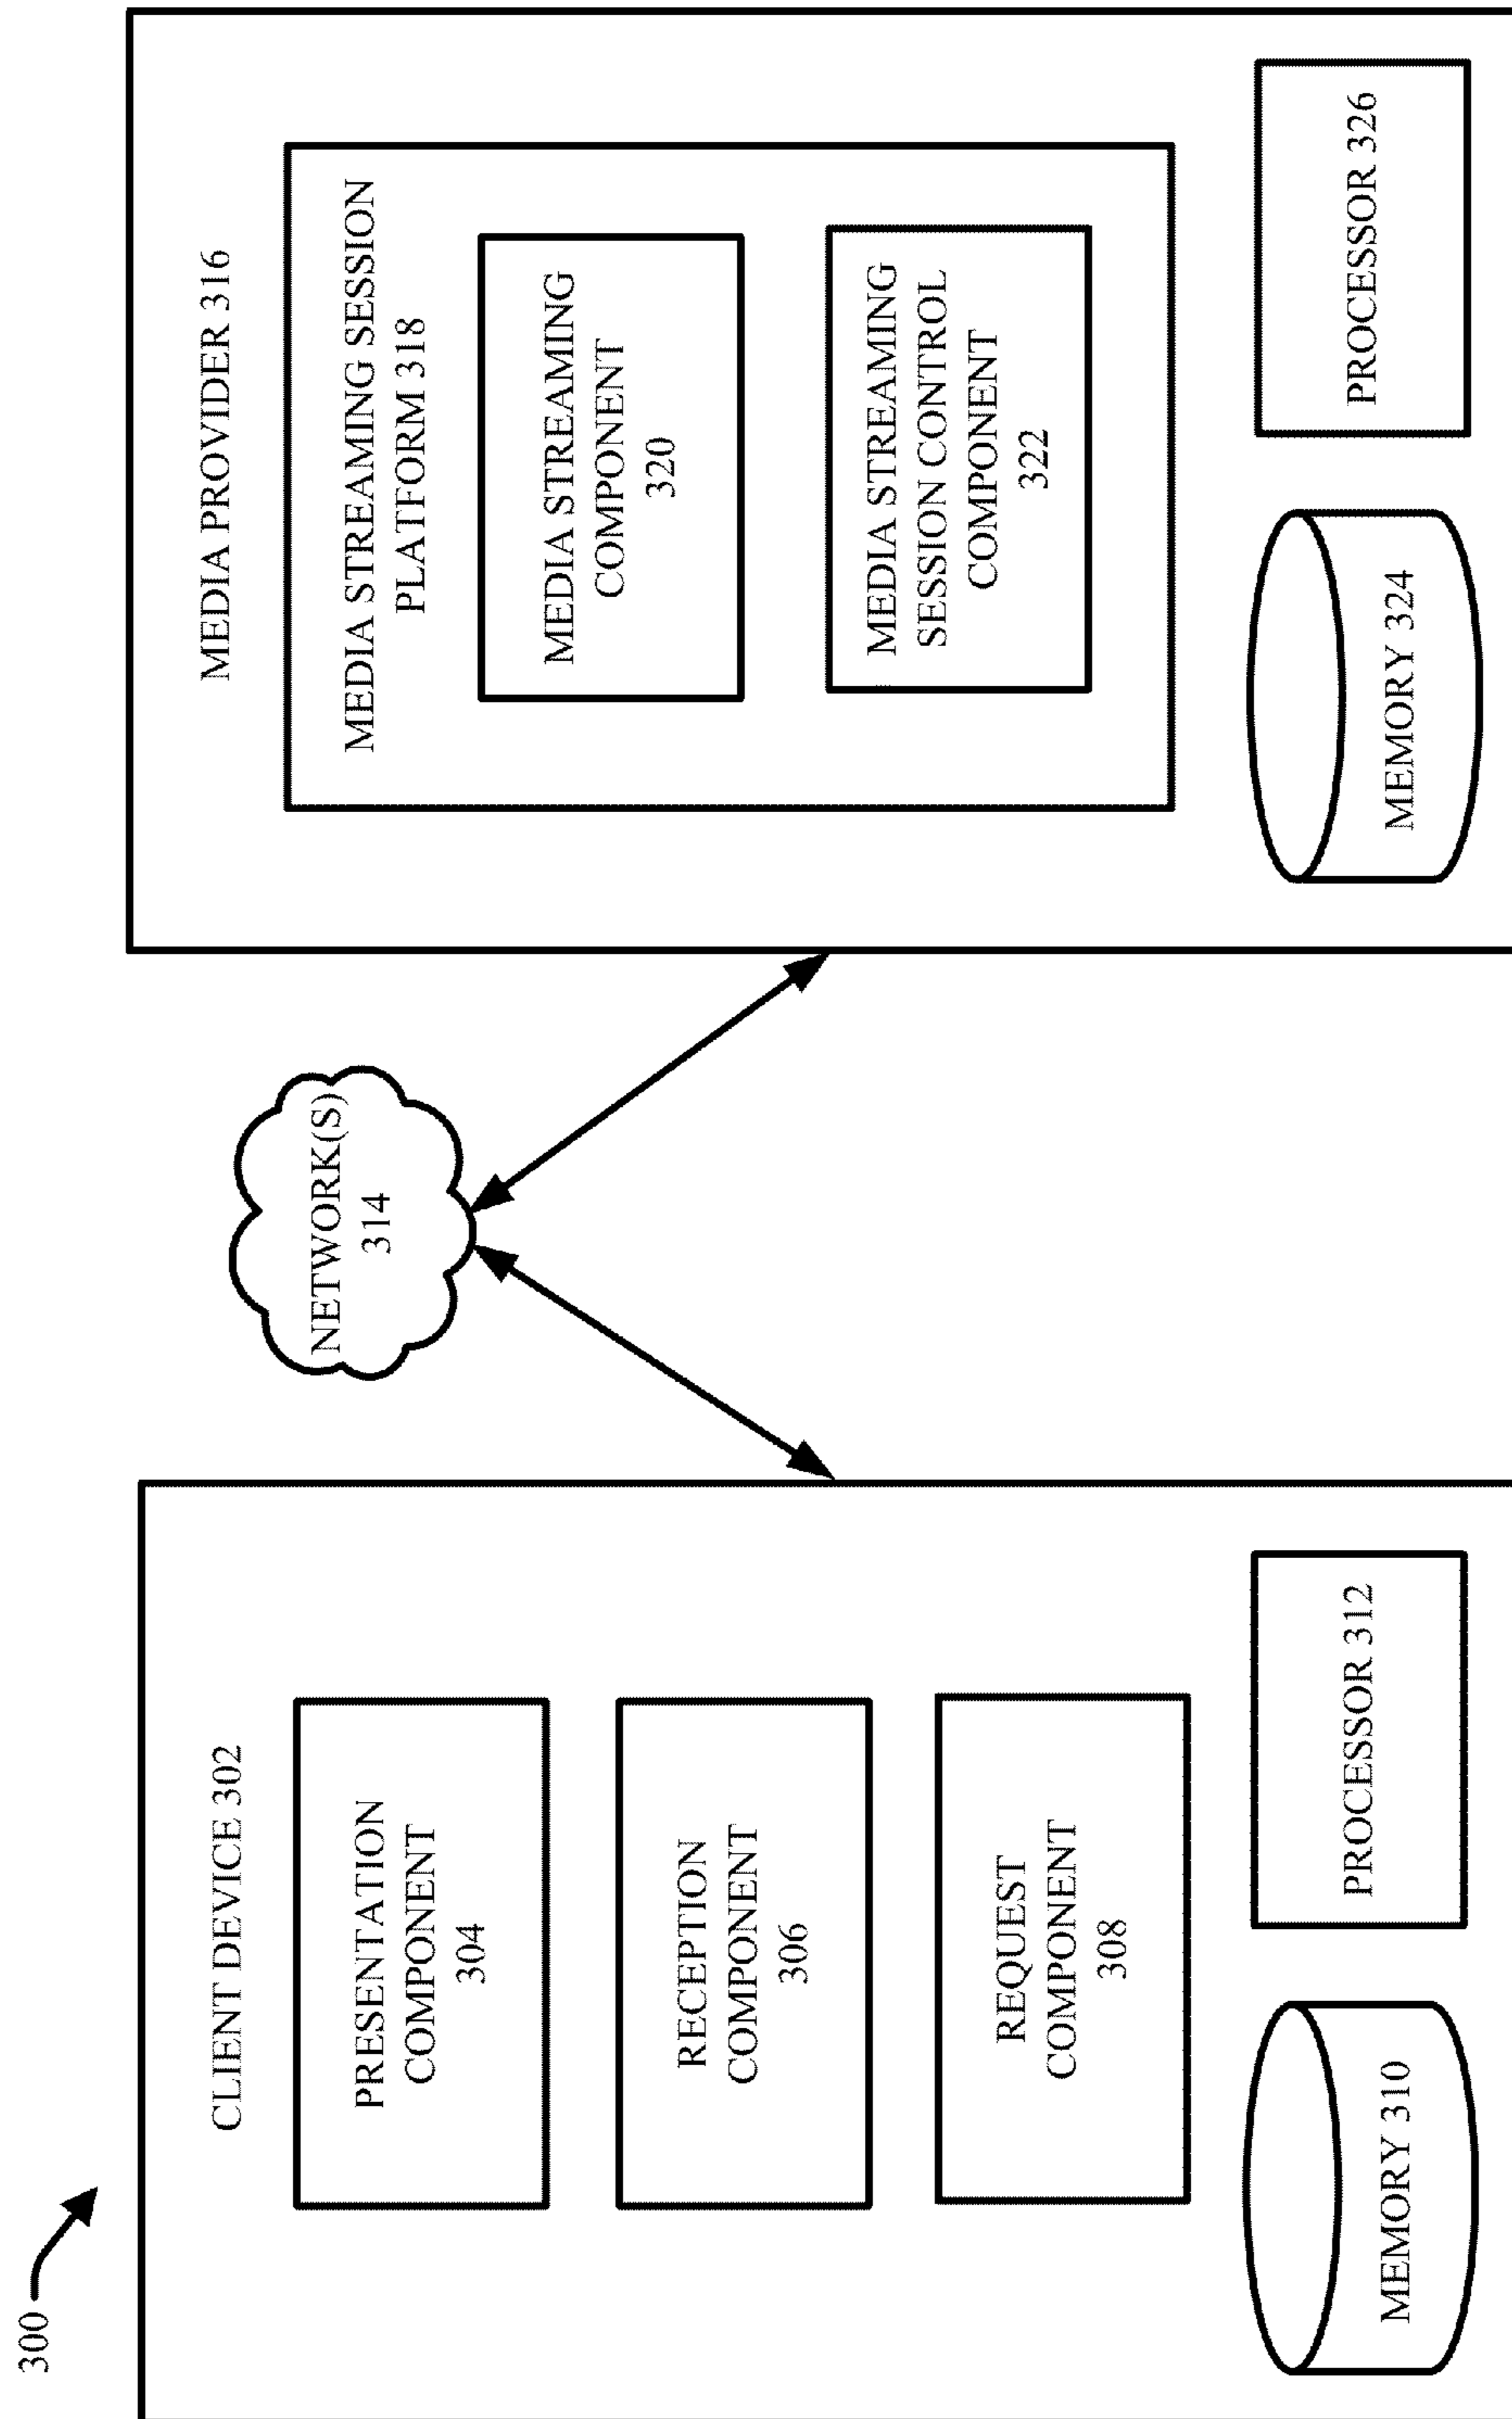 300
CLIENT DEVICE 302
PRESENTATION
COMPONENT
304
RECEPTION
COMPONENT
306
REQUEST
COMPONENT
308
MEMORY 310
PROCESSOR 312
NETWORK(S)
314
MEDIA PROVIDER 316
MEDIA STREAMING SESSION
PLATFORM 318
MEDIA STREAMING
COMPONENT
320
MEDIA STREAMING
SESSION CONTROL
COMPONENT
322
MEMORY 324
PROCESSOR 326